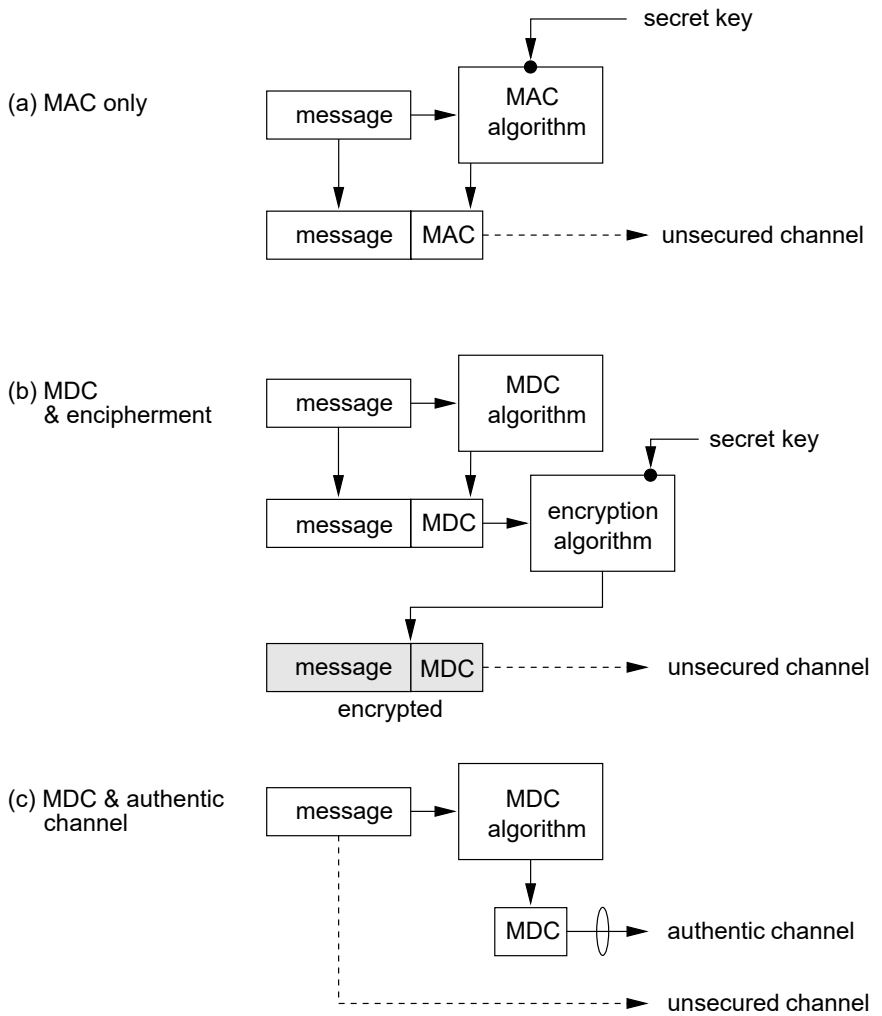 secret key
(a) MAC only
message
MAC
algorithm
message
MAC
unsecured channel
(b) MDC
& encipherment
message
MDC
algorithm
secret key
message
MDC
encryption
algorithm
message
MDC
unsecured channel
encrypted
(c) MDC & authentic
channel
message
MDC
algorithm
MDC
authentic channel
unsecured channel